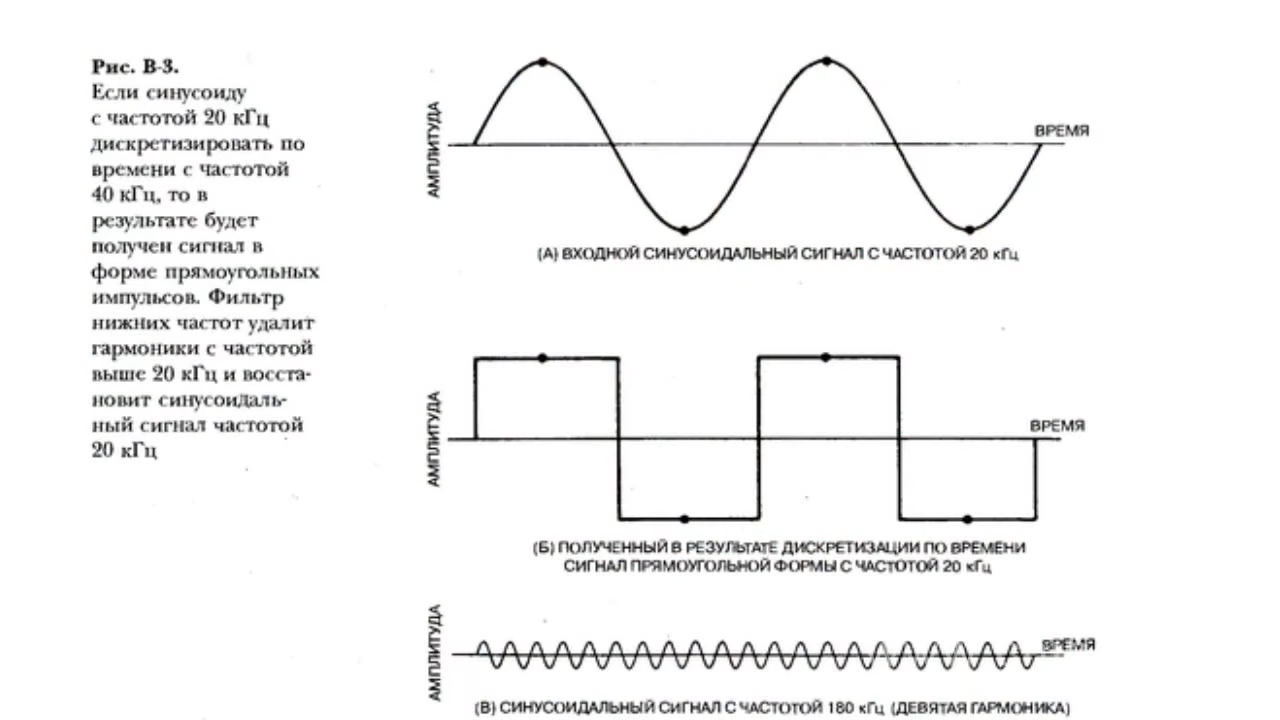 Рис. В-3.
Если синусоиду
с частотой 20 кГц
дискретизировать по
времени с частотой
40 кГц, то в
результате будет
получен сигнал в
форме прямоугольных
импульсов. Фильтр
нижних частот удалит
гармоники с частотой
выше 20 кГц и восста-
новит синусоидаль-
ный сигнал частотой
20 кГц
АМПЛИТУДА
ВРЕМЯ
(А) ВХОДНОЙ СИНУСОИДАЛЬНЫЙ СИГНАЛ С ЧАСТОТОЙ 20 кГц
АМПЛИТУДА
ВРЕМЯ
(Б) ПОЛУЧЕННЫЙ В РЕЗУЛЬТАТЕ ДИСКРЕТИЗАЦИИ ПО ВРЕМЕНИ
СИГНАЛ ПРЯМОУГОЛЬНОЙ ФОРМЫ С ЧАСТОТОЙ 20 кГц
АМПЛИТУДА
ВРЕМЯ
(В) СИНУСОИДАЛЬНЫЙ СИГНАЛ С ЧАСТОТОЙ 180 кГц (ДЕВЯТАЯ ГАРМОНИКА)